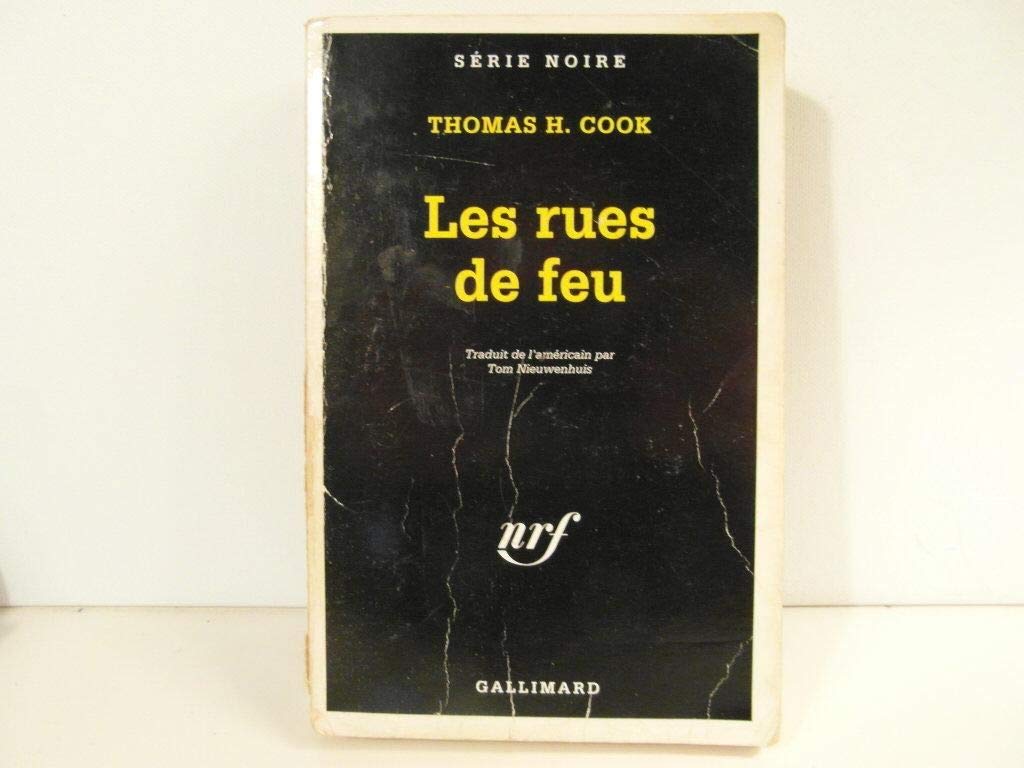 SÉRIE NOIRE
THOMAS H. COOK
Les rues
de feu
Traduit de l'américain par
Tom Nieuwenhuis
nrf
GALLIMARD